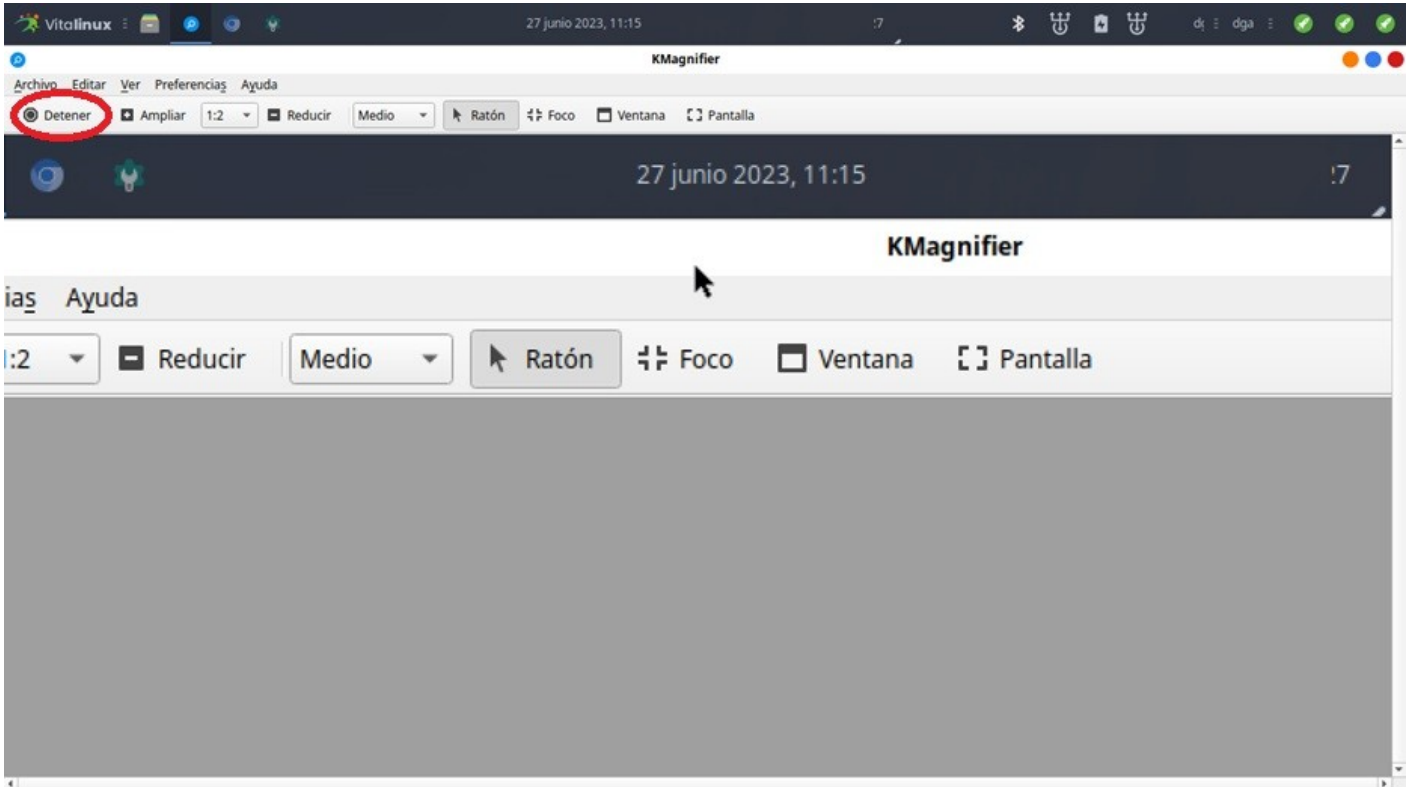 Vitalinux 27 junio 2023, 11:15 :7 dga
KMagnifier
Archivo Editar Ver Preferencias Ayuda
Detener Ampliar 1:2 Reducir Medio Ratón Foco Ventana Pantalla
27 junio 2023, 11:15 :7
KMagnifier
ias Ayuda
:2 Reducir Medio Ratón Foco Ventana Pantalla